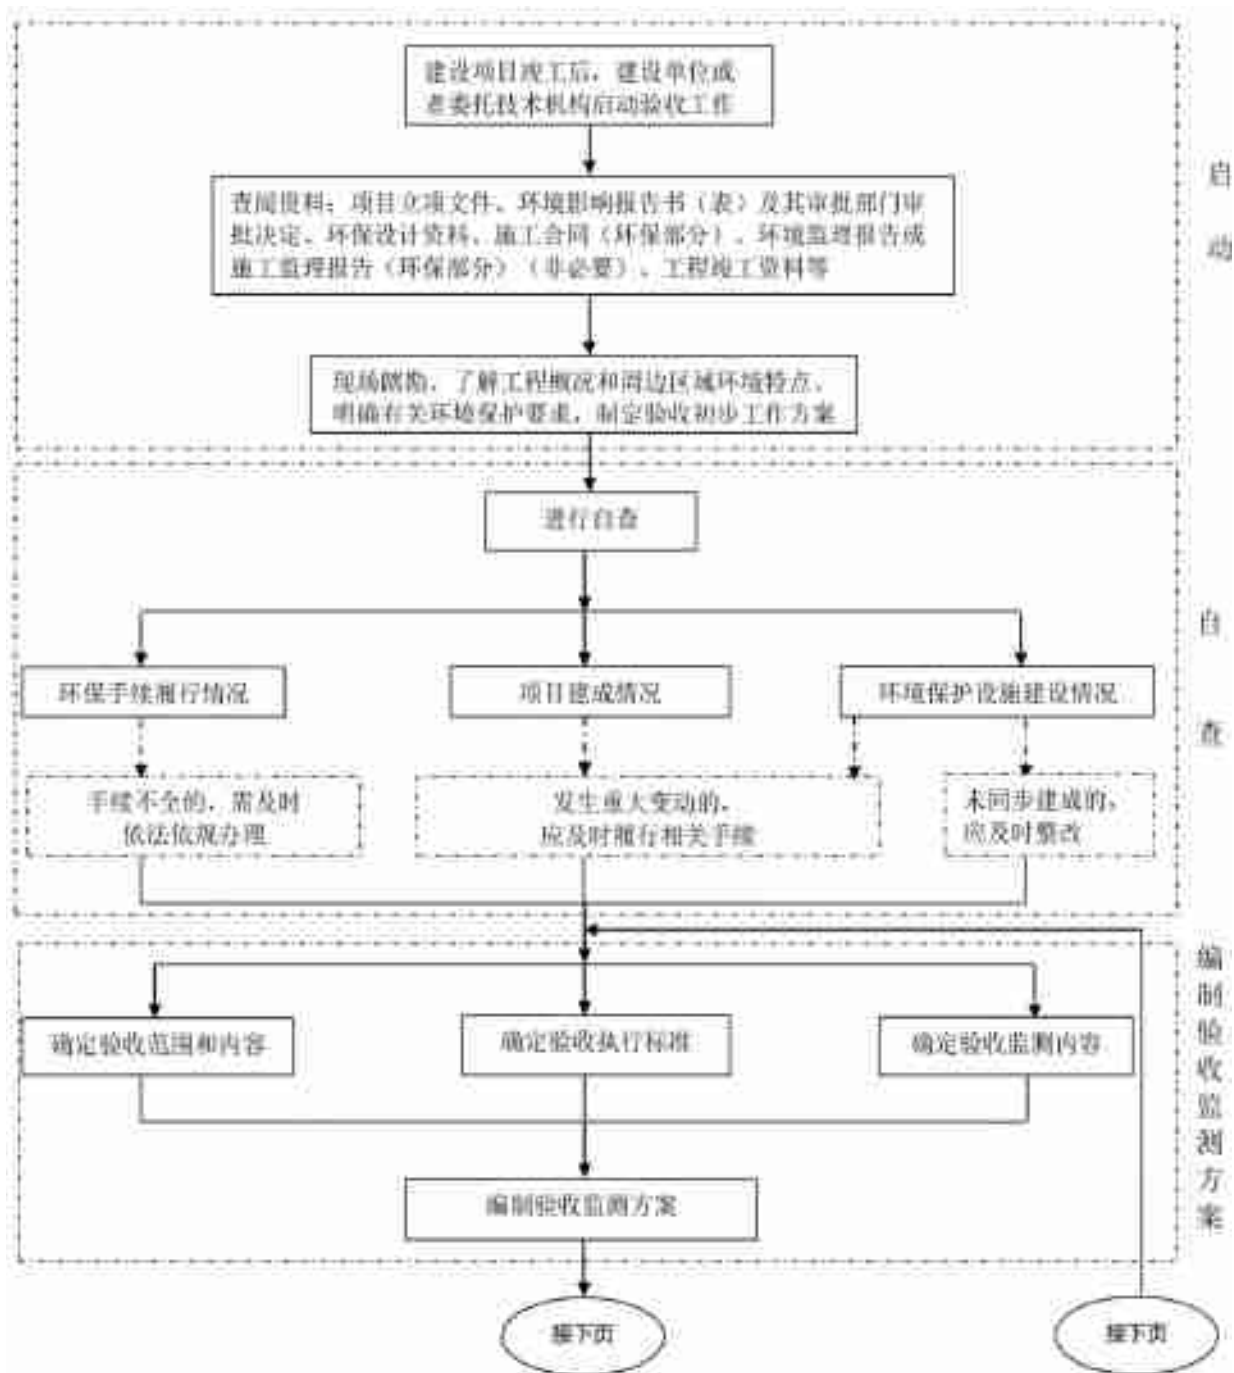 建设项目竣工后，建设单位或
者委托技术机构启动验收工作
查阅资料：项目立项文件、环境影响报告书（表）及其审批部门审
批决定、环保设计资料、施工合同（环保部分）、环境监理报告或
施工监理报告（环保部分）（非必要）、工程竣工资料等
现场踏勘，了解工程概况和周边区域环境特点、
明确有关环境保护要求，制定验收初步工作方案
启
动
进行自查
环保手续履行情况
项目建成情况
环境保护设施建设情况
手续不全的，需及时
依法依规办理
发生重大变动的，
应及时履行相关手续
未同步建成的，
应及时整改
自
查
确定验收范围和内容
确定验收执行标准
确定验收监测内容
编制验收监测方案
编
制
验
收
监
测
方
案
接下页
接下页